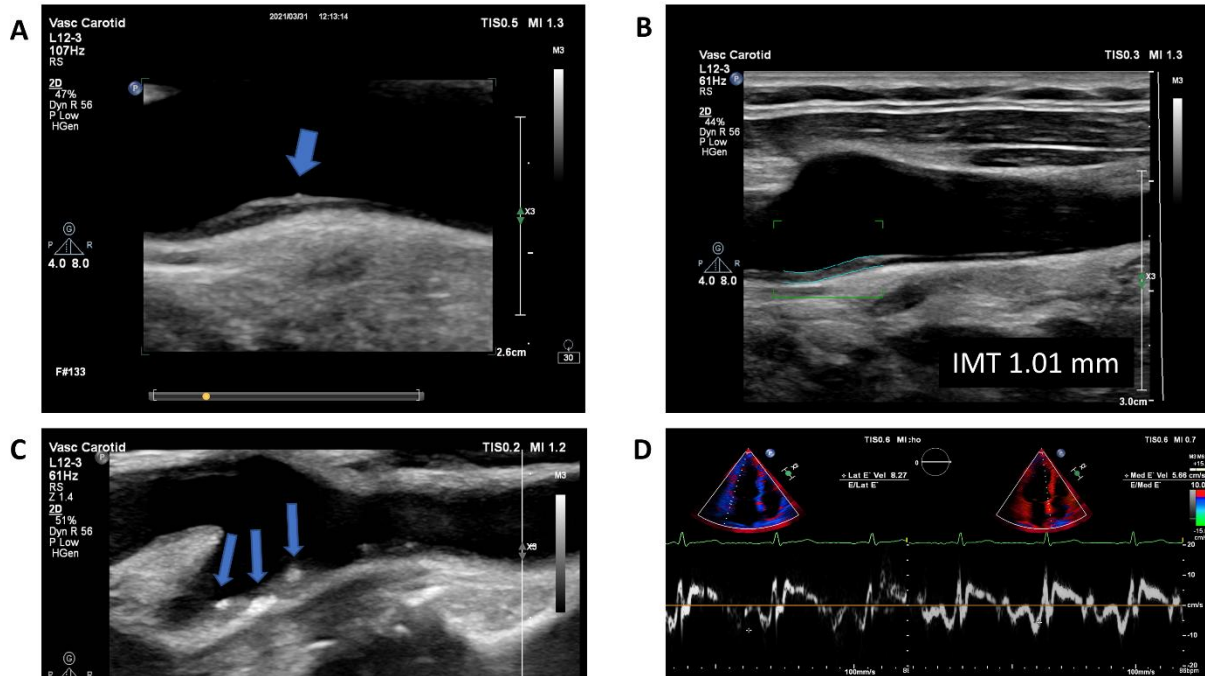 A
Vasc Carotid
2021/03/31 12:13:14
TIS0.5 MI 1.3
L12-3
107Hz
RS
M3
P
2D
47%
Dyn R 56
P Low
HGen
X3
G
P R
4.0 8.0
2.6cm
30
F#133
B
Vasc Carotid
TIS0.3 MI 1.3
L12-3
61Hz
RS
M3
P
2D
44%
Dyn R 56
P Low
HGen
G
P R
4.0 8.0
X3
IMT 1.01 mm
3.0cm
C
Vasc Carotid
TIS0.2 MI 1.2
L12-3
61Hz
RS
Z 1.4
M3
P
2D
51%
Dyn R 56
P Low
HGen
X3
G
D
TIS0.6 MI
TIS0.6 MI 0.7
0
Lat E' Vel 8.27
E/Lat E'
Med E' Vel 5.66 cm/s
E/Med E'
10.0
cm/s
20
10
cm/s
-10
-20
100mm/s
100mm/s